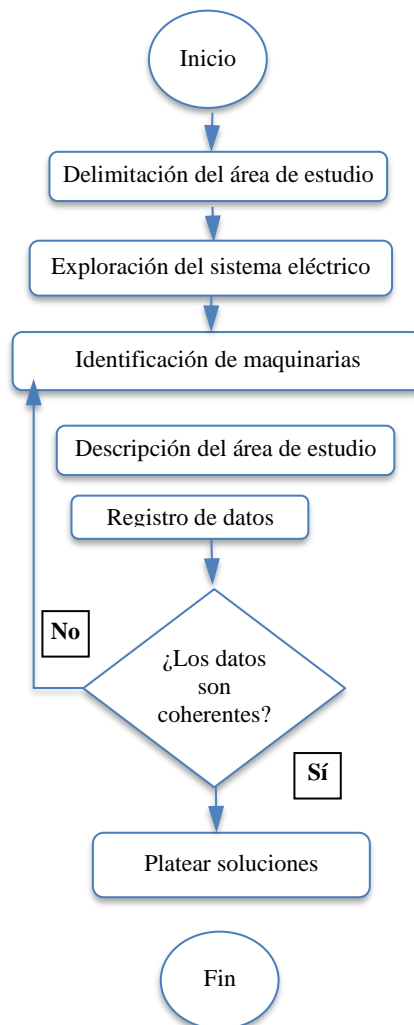 Inicio
Delimitación del área de estudio
Exploración del sistema eléctrico
Identificación de maquinarias
Descripción del área de estudio
Registro de datos
No
¿Los datos
son
coherentes?
Sí
Platear soluciones
Fin